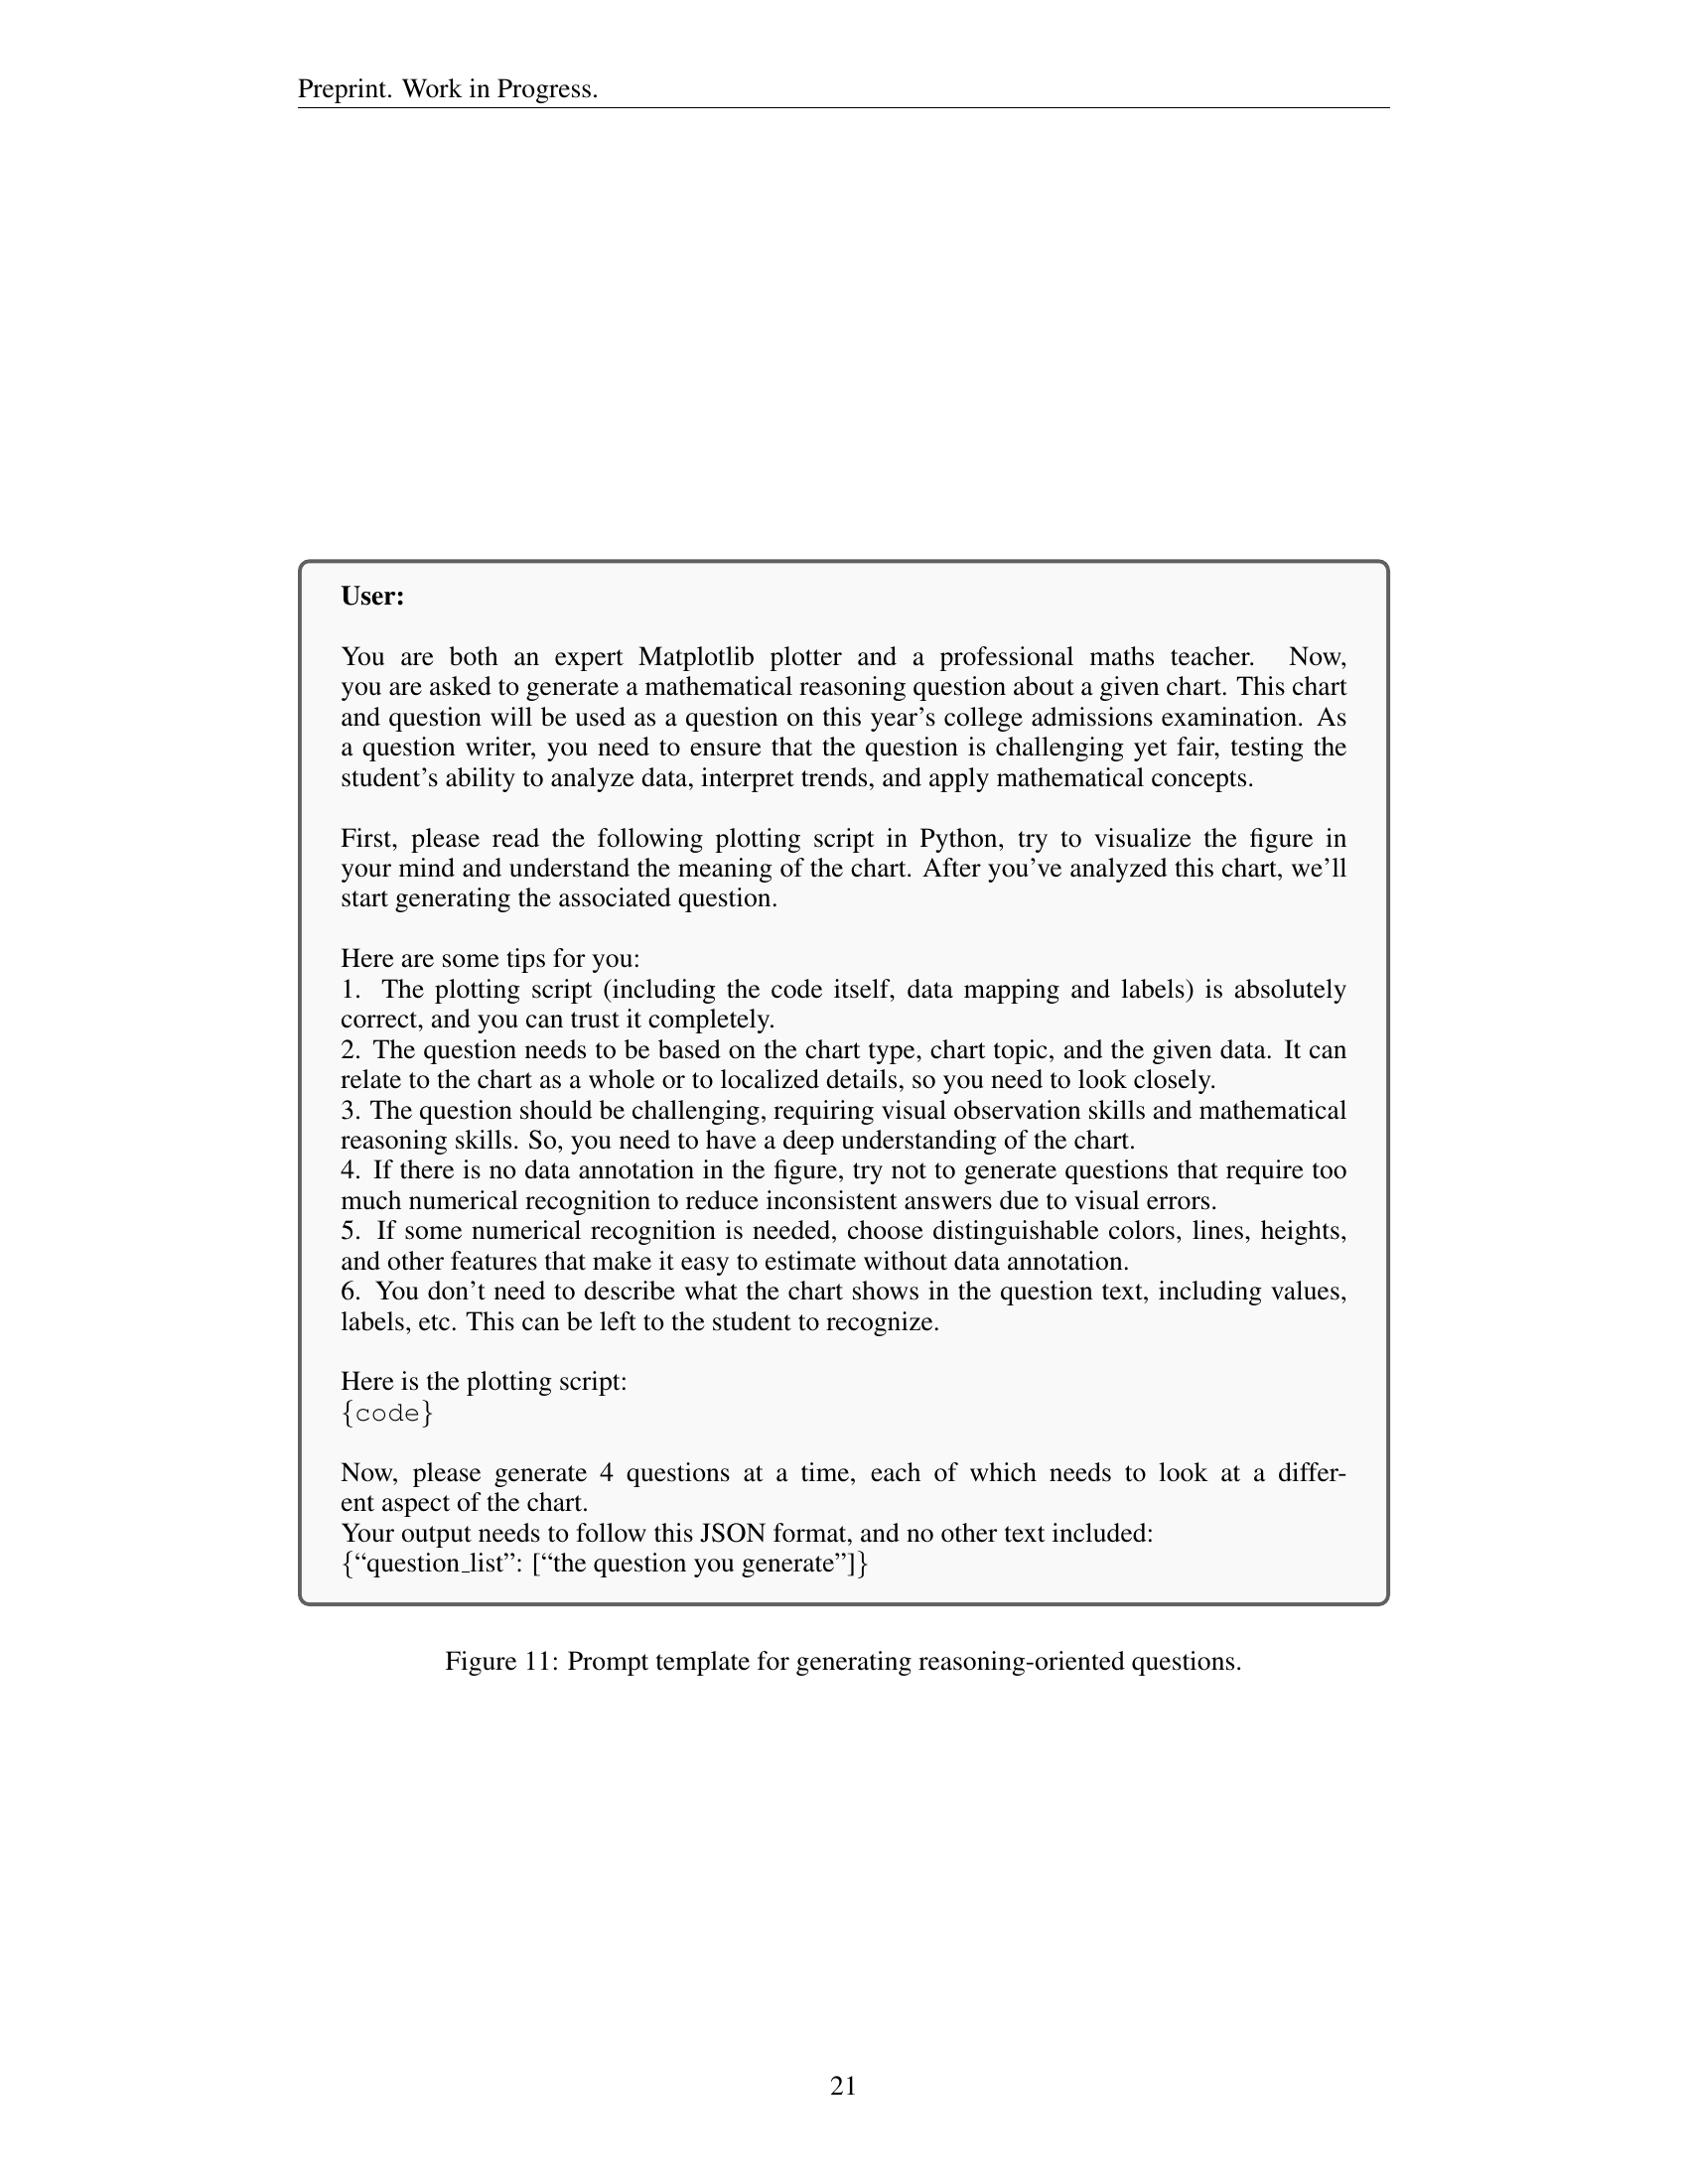 Preprint. Work in Progress.
User:
You are both an expert Matplotlib plotter and a professional maths teacher. Now,
you are asked to generate a mathematical reasoning question about a given chart. This chart
and question will be used as a question on this year's college admissions examination. As
a question writer, you need to ensure that the question is challenging yet fair, testing the
student's ability to analyze data, interpret trends, and apply mathematical concepts.
First, please read the following plotting script in Python, try to visualize the figure in
your mind and understand the meaning of the chart. After you've analyzed this chart, we'll
start generating the associated question.
Here are some tips for you:
1. The plotting script (including the code itself, data mapping and labels) is absolutely
correct, and you can trust it completely.
2. The question needs to be based on the chart type, chart topic, and the given data. It can
relate to the chart as a whole or to localized details, so you need to look closely.
3. The question should be challenging, requiring visual observation skills and mathematical
reasoning skills. So, you need to have a deep understanding of the chart.
4. If there is no data annotation in the figure, try not to generate questions that require too
much numerical recognition to reduce inconsistent answers due to visual errors.
5. If some numerical recognition is needed, choose distinguishable colors, lines, heights,
and other features that make it easy to estimate without data annotation.
6. You don't need to describe what the chart shows in the question text, including values,
labels, etc. This can be left to the student to recognize.
Here is the plotting script:
{code}
Now, please generate 4 questions at a time, each of which needs to look at a differ-
ent aspect of the chart.
Your output needs to follow this JSON format, and no other text included:
{“question_list”: [“the question you generate”]}
Figure 11: Prompt template for generating reasoning-oriented questions.
21